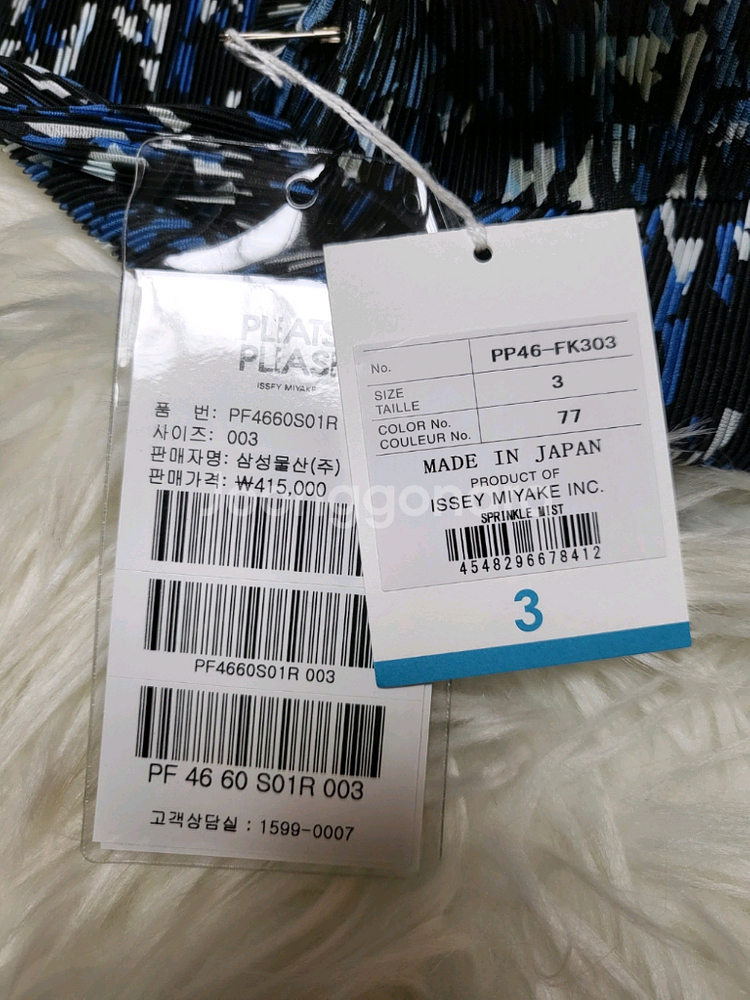 PLEATS
PLEASE
ISSEY MIYAKE
품 번: PF4660S01R
사이즈: 003
판매자명: 삼성물산(주)
판매가격: ₩415,000
PF4660S01R 003
PF 46 60 S01R 003
고객상담실 : 1599-0007
No. PP46-FK303
SIZE
TAILLE 3
COLOR No.
COULEUR No. 77
MADE IN JAPAN
PRODUCT OF
ISSEY MIYAKE INC.
SPRINKLE MIST
4548296678412
3